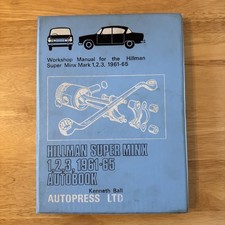 Workshop Manual for the Hillman
Super Minx Mark 1,2,3, 1961-65
HILLMAN SUPER MINX
1,2,3, 1961-65
AUTOBOOK
Kenneth Ball
AUTOPRESS LTD